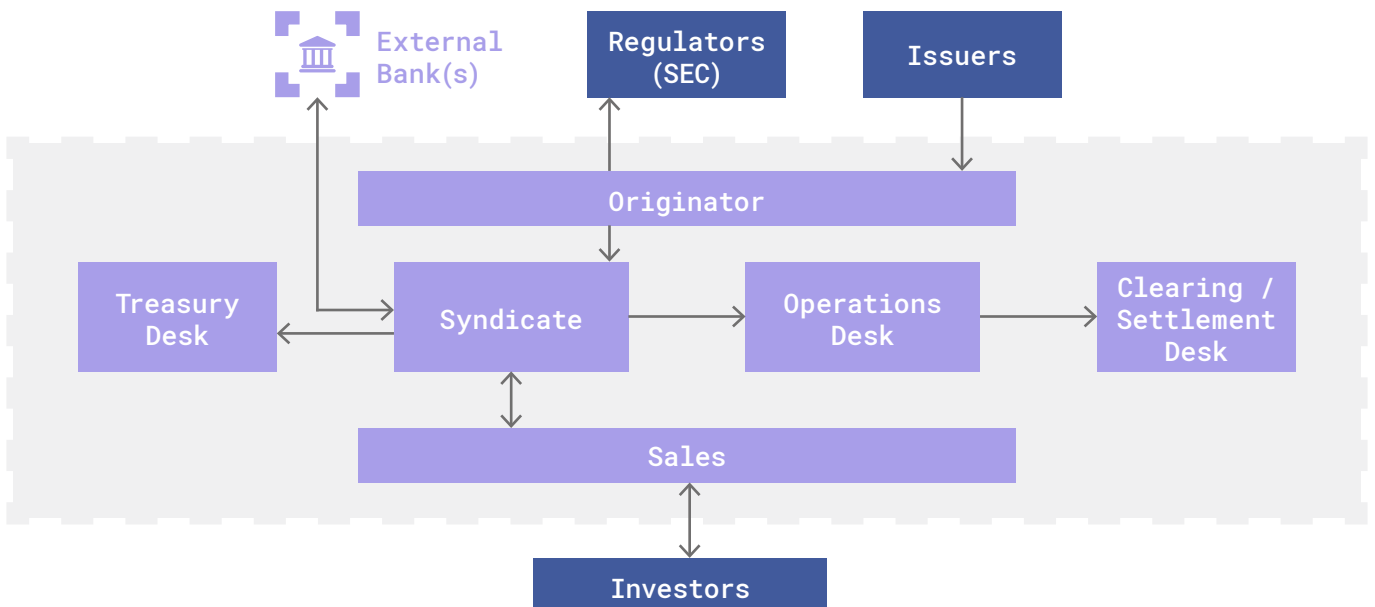 External
Bank(s)
Regulators
(SEC)
Issuers
Originator
Treasury
Desk
Syndicate
Operations
Desk
Clearing /
Settlement
Desk
Sales
Investors